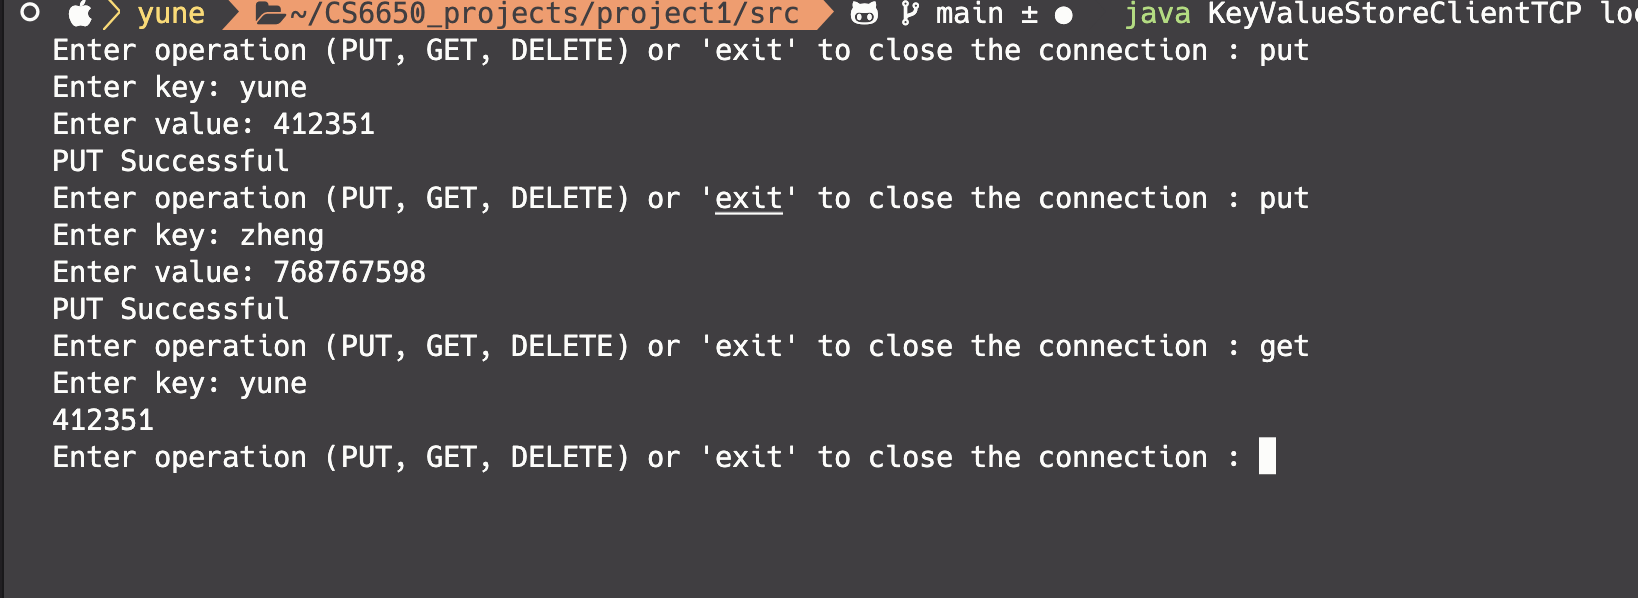 yune ~/CS6650_projects/project1/src main ± ● java KeyValueStoreClientTCP
Enter operation (PUT, GET, DELETE) or 'exit' to close the connection : put
Enter key: yune
Enter value: 412351
PUT Successful
Enter operation (PUT, GET, DELETE) or 'exit' to close the connection : put
Enter key: zheng
Enter value: 768767598
PUT Successful
Enter operation (PUT, GET, DELETE) or 'exit' to close the connection : get
Enter key: yune
412351
Enter operation (PUT, GET, DELETE) or 'exit' to close the connection :